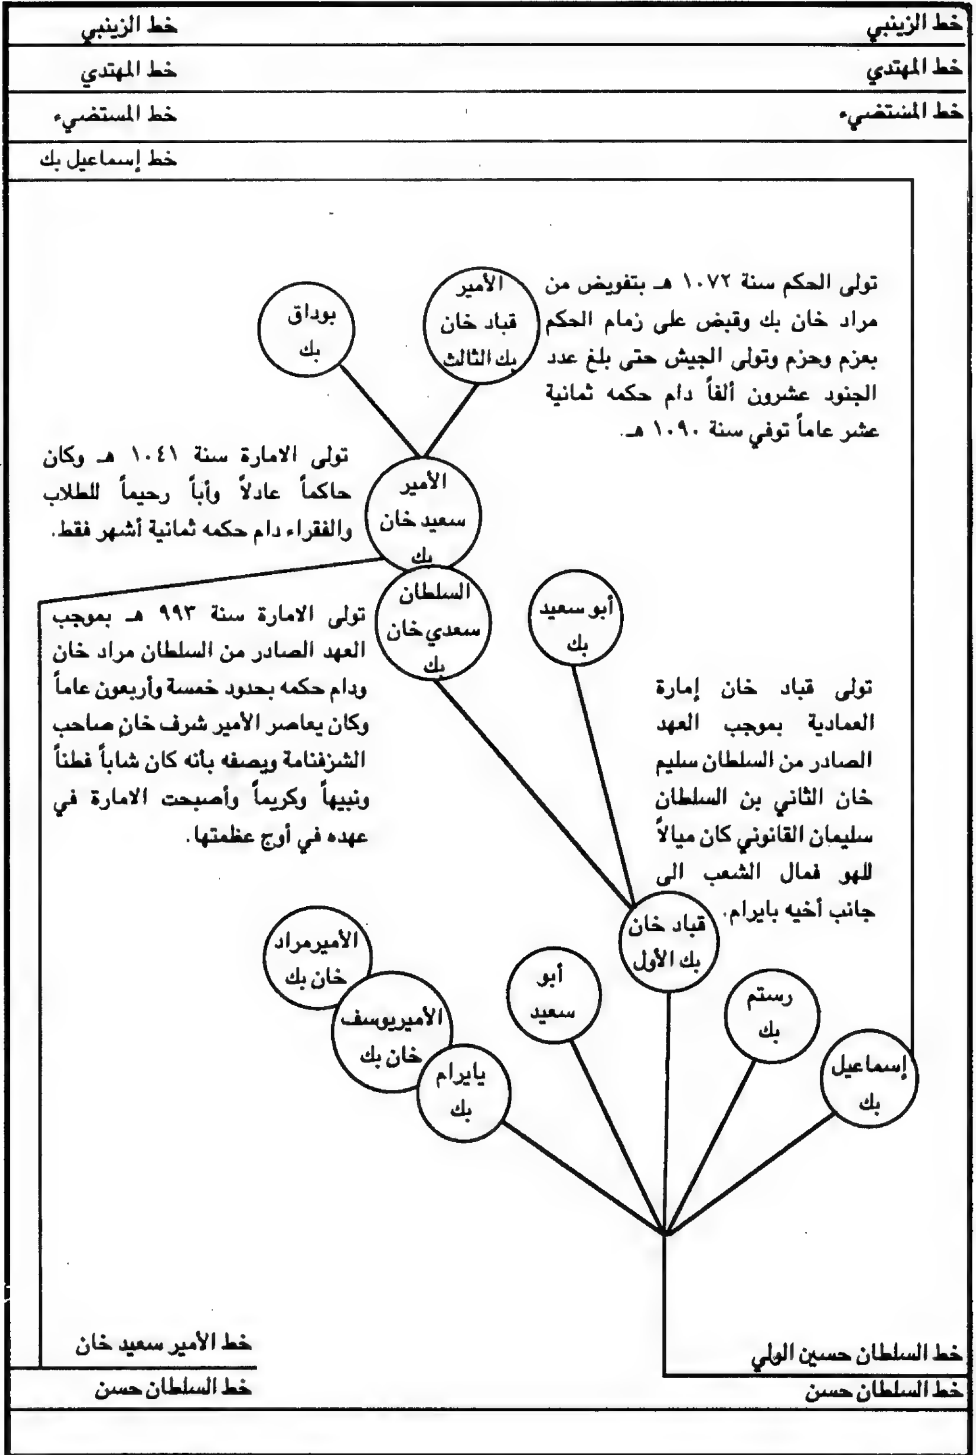 خط الزينبي
خط الزينبي
خط المهتدي
خط المهتدي
خط المستضيء
خط المستضيء
خط إسماعيل بك
تولى الحكم سنة ١٠٧٢ هـ بتفويض من
مراد خان بك وقبض على زمام الحكم
بعزم وحزم وتولى الجيش حتى بلغ عدد
الجنود عشرون ألفاً دام حكمه ثمانية
عشر عاماً توفي سنة ١٠٩٠ هـ.
الأمير
قباد خان
بك الثالث
بوداق
بك
تولى الامارة سنة ١٠٤١ هـ وكان
حاكماً عادلاً وأباً رحيماً للطلاب
والفقراء دام حكمه ثمانية أشهر فقط.
الأمير
سعيد خان
بك
السلطان
سعدي خان
بك
أبو سعيد
بك
تولى الامارة سنة ٩٩٣ هـ بموجب
العهد الصادر من السلطان مراد خان
ودام حكمه بحدود خمسة وأربعون عاماً
وكان يعاصر الأمير شرف خان صاحب
الشزفنامة ويصفه بأنه كان شاباً فطناً
ونبيهاً وكريماً وأصبحت الامارة في
عهده في أوج عظمتها.
تولى قباد خان إمارة
العمادية بموجب العهد
الصادر من السلطان سليم
خان الثاني بن السلطان
سليمان القانوني كان ميالاً
للهو فمال الشعب الى
جانب أخيه بايرام.
قباد خان
بك الأول
الأمير مراد
خان بك
الأمير يوسف
خان بك
يايرام
بك
أبو
سعيد
رستم
بك
إسماعيل
بك
خط السلطان حسين الولي
خط السلطان حسن
خط الأمير سعيد خان
خط السلطان حسن